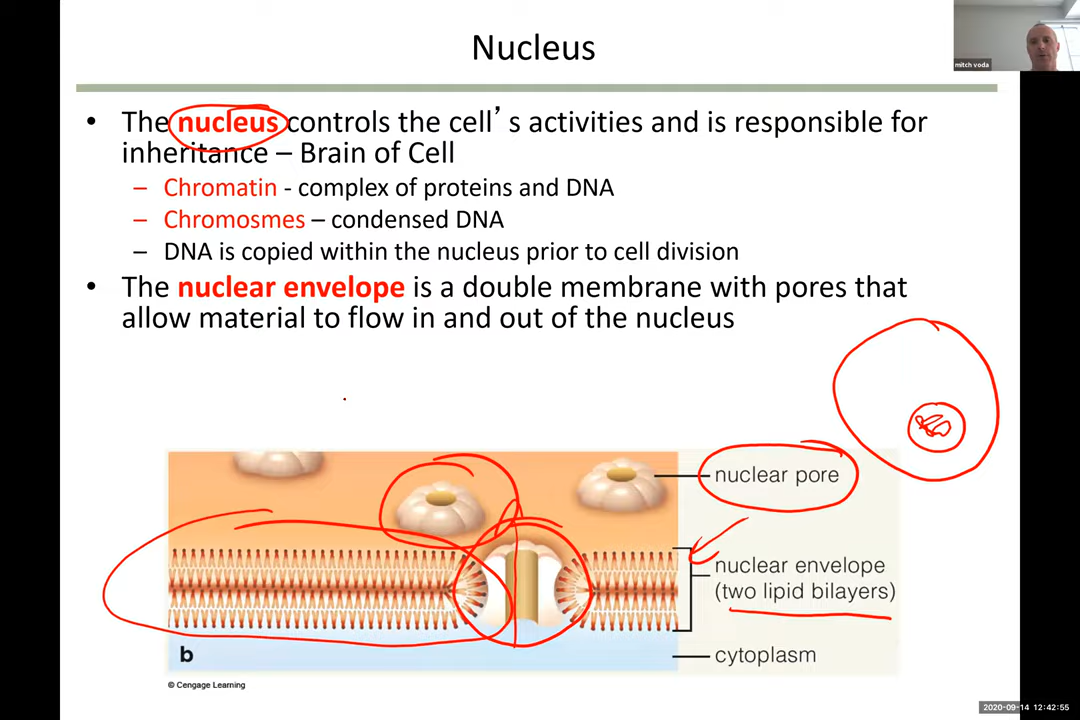 Nucleus
mitch voda
• The nucleus controls the cell’s activities and is responsible for
inheritance – Brain of Cell
– Chromatin - complex of proteins and DNA
– Chromosmes – condensed DNA
– DNA is copied within the nucleus prior to cell division
• The nuclear envelope is a double membrane with pores that
allow material to flow in and out of the nucleus
nuclear pore
nuclear envelope
(two lipid bilayers)
b
cytoplasm
© Cengage Learning
2020-09-14 12:42:55